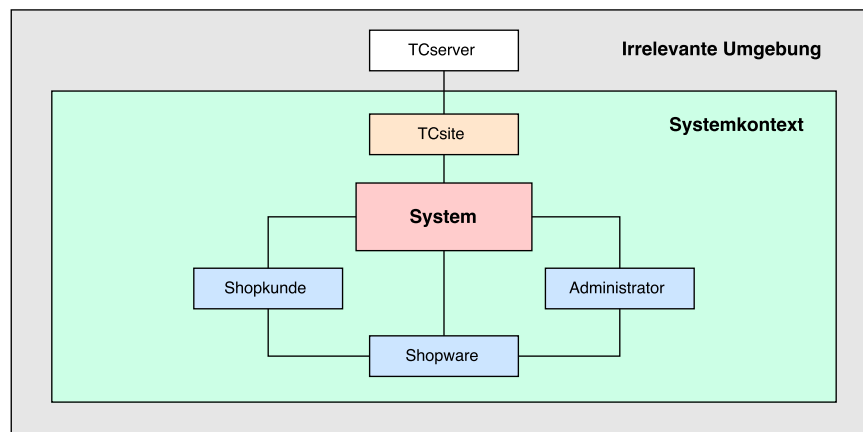 TCserver
Irrelevante Umgebung
Systemkontext
TCsite
System
Shopkunde
Administrator
Shopware